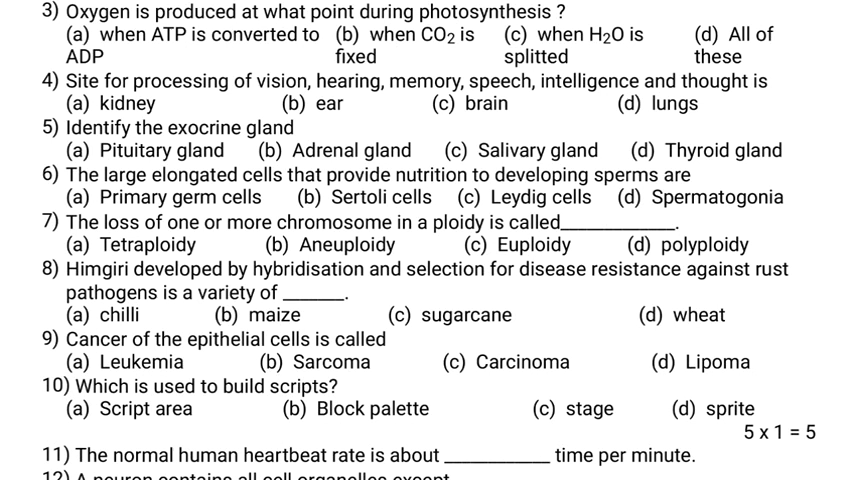 3) Oxygen is produced at what point during photosynthesis ?
(a) when ATP is converted to ADP (b) when CO2 is fixed (c) when H2O is splitted (d) All of these
4) Site for processing of vision, hearing, memory, speech, intelligence and thought is
(a) kidney (b) ear (c) brain (d) lungs
5) Identify the exocrine gland
(a) Pituitary gland (b) Adrenal gland (c) Salivary gland (d) Thyroid gland
6) The large elongated cells that provide nutrition to developing sperms are
(a) Primary germ cells (b) Sertoli cells (c) Leydig cells (d) Spermatogonia
7) The loss of one or more chromosome in a ploidy is called____________.
(a) Tetraploidy (b) Aneuploidy (c) Euploidy (d) polyploidy
8) Himgiri developed by hybridisation and selection for disease resistance against rust
pathogens is a variety of ______.
(a) chilli (b) maize (c) sugarcane (d) wheat
9) Cancer of the epithelial cells is called
(a) Leukemia (b) Sarcoma (c) Carcinoma (d) Lipoma
10) Which is used to build scripts?
(a) Script area (b) Block palette (c) stage (d) sprite
5 x 1 = 5
11) The normal human heartbeat rate is about ___________ time per minute.
12) A neuron contains all cell organelles except